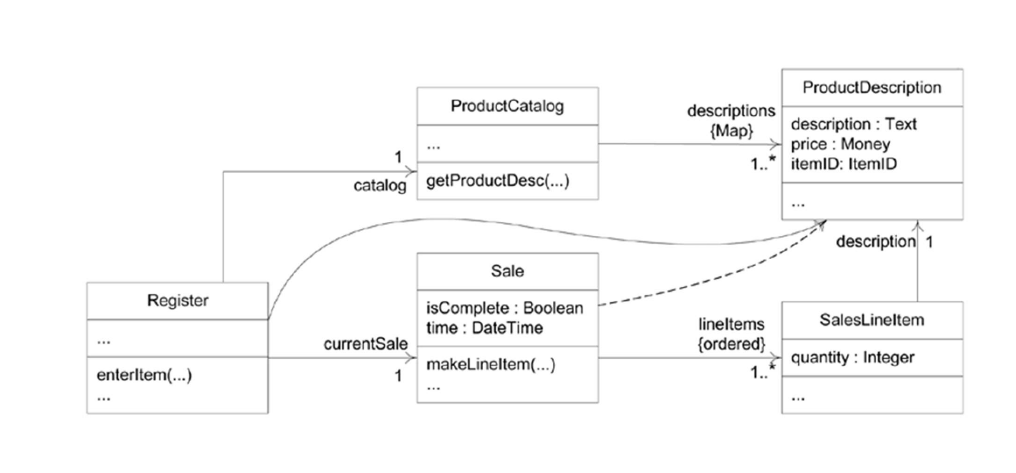 ProductCatalog
...
getProductDesc(...)
descriptions
{Map}
1..*
ProductDescription
description : Text
price : Money
itemID: ItemID
...
1
catalog
Register
...
enterItem(...)
...
currentSale
1
Sale
isComplete : Boolean
time : DateTime
makeLineItem(...)
...
description 1
lineItems
{ordered}
1..*
SalesLineItem
quantity : Integer
...